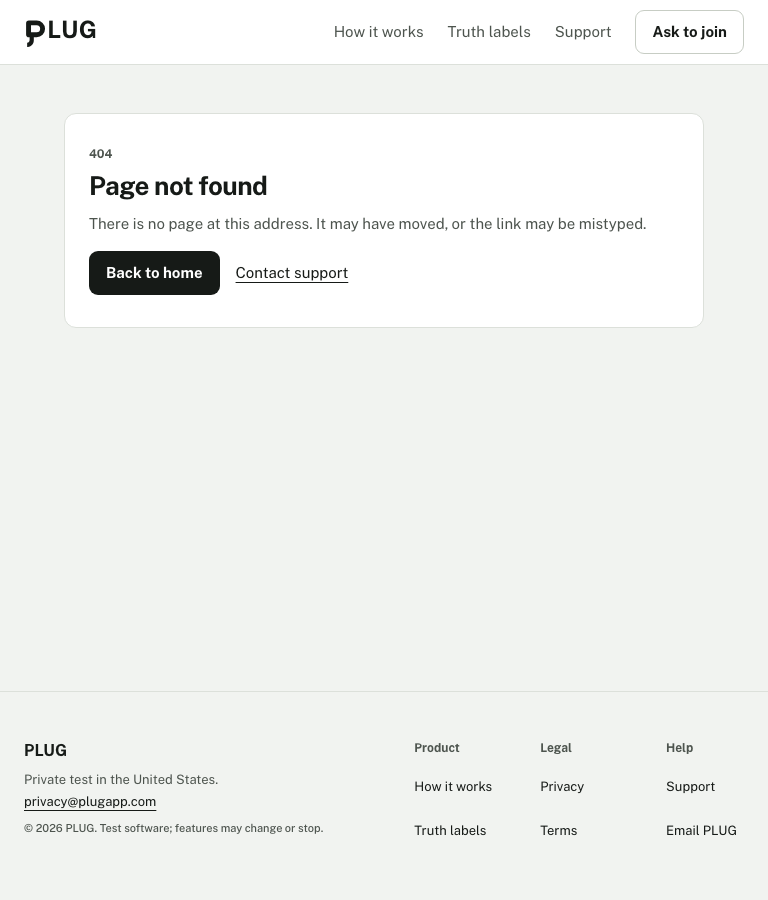 PLUG
How it works
Truth labels
Support
Ask to join
404
Page not found
There is no page at this address. It may have moved, or the link may be mistyped.
Back to home
Contact support
PLUG
Private test in the United States.
privacy@plugapp.com
© 2026 PLUG. Test software; features may change or stop.
Product
How it works
Truth labels
Legal
Privacy
Terms
Help
Support
Email PLUG